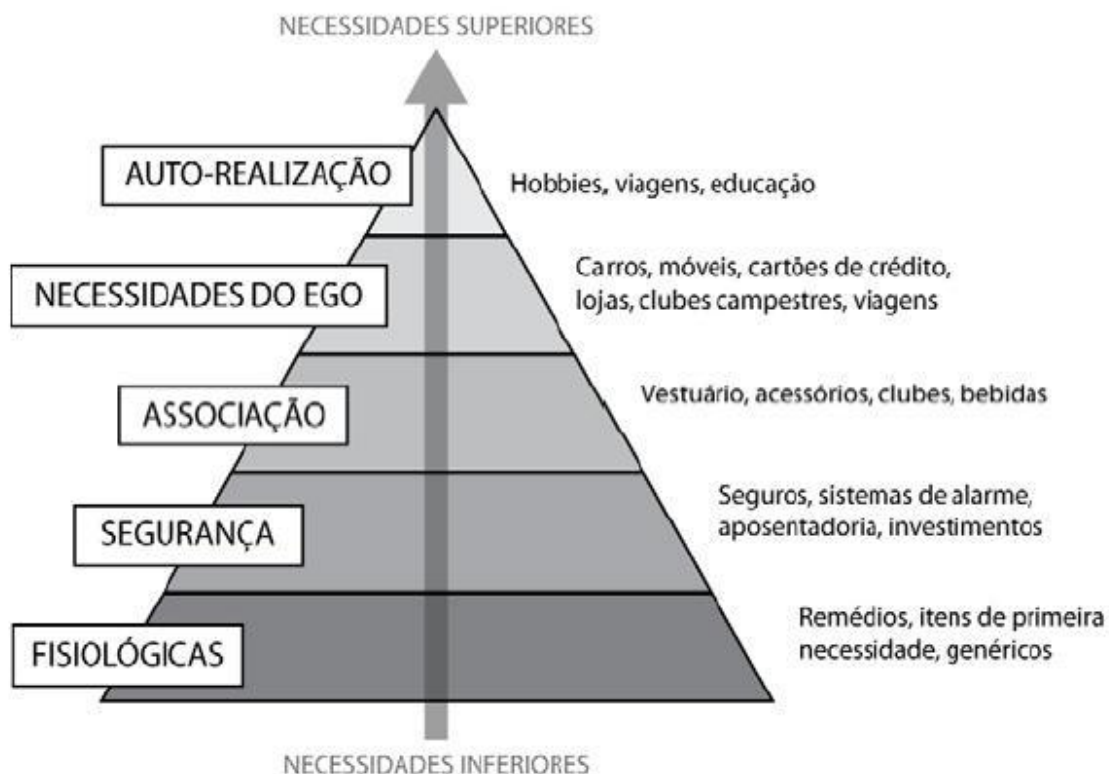 NECESSIDADES SUPERIORES
AUTO-REALIZAÇÃO
Hobbies, viagens, educação
NECESSIDADES DO EGO
Carros, móveis, cartões de crédito,
lojas, clubes campestres, viagens
ASSOCIAÇÃO
Vestuário, acessórios, clubes, bebidas
SEGURANÇA
Seguros, sistemas de alarme,
aposentadoria, investimentos
FISIOLÓGICAS
Remédios, itens de primeira
necessidade, genéricos
NECESSIDADES INFERIORES